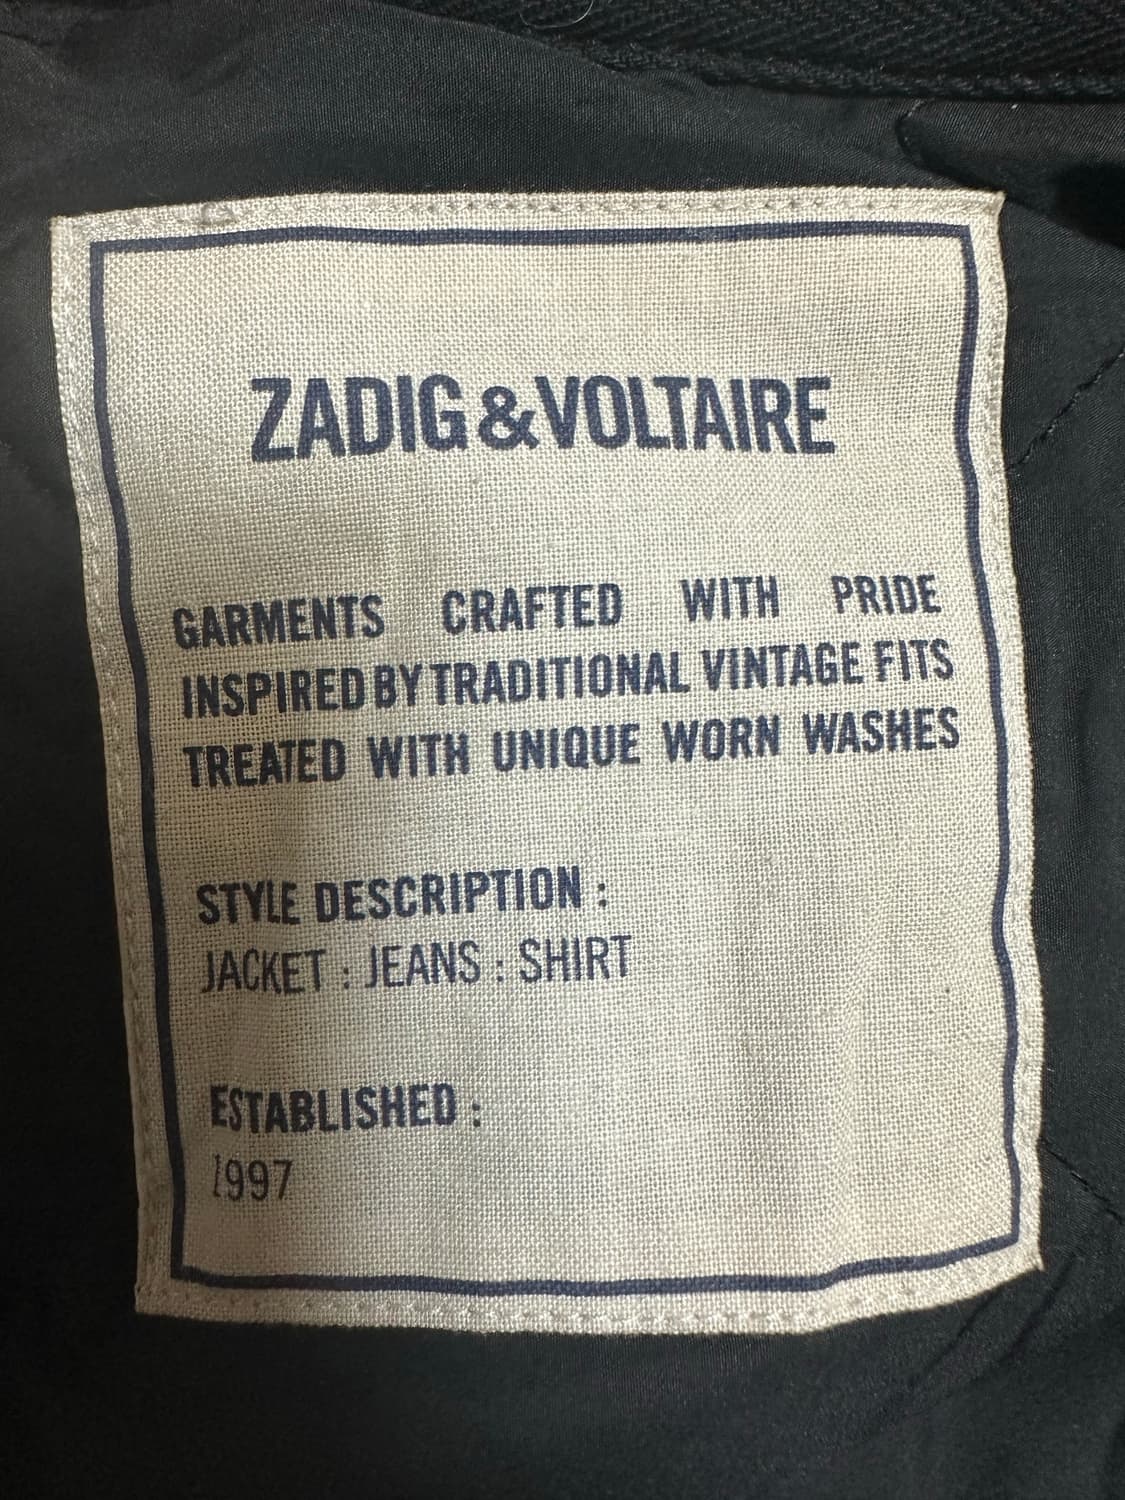 ZADIG&VOLTAIRE
GARMENTS CRAFTED WITH PRIDE
INSPIRED BY TRADITIONAL VINTAGE FITS
TREATED WITH UNIQUE WORN WASHES
STYLE DESCRIPTION :
JACKET : JEANS : SHIRT
ESTABLISHED :
1997